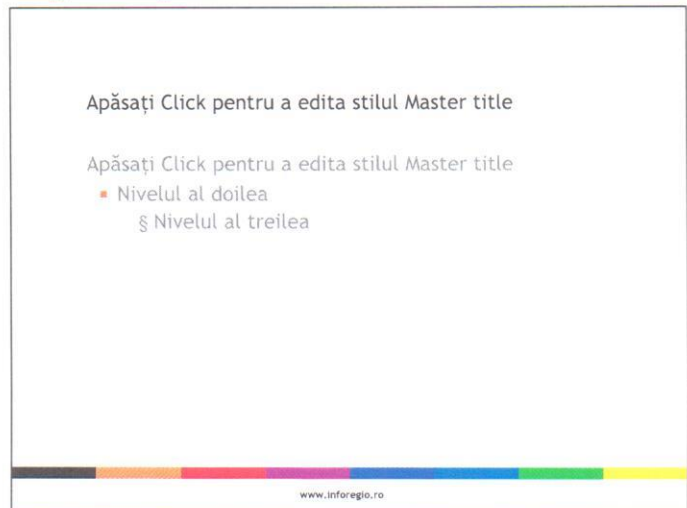 Apăsați Click pentru a edita stilul Master title
Apăsați Click pentru a edita stilul Master title
▪ Nivelul al doilea
§ Nivelul al treilea
www.inforegio.ro